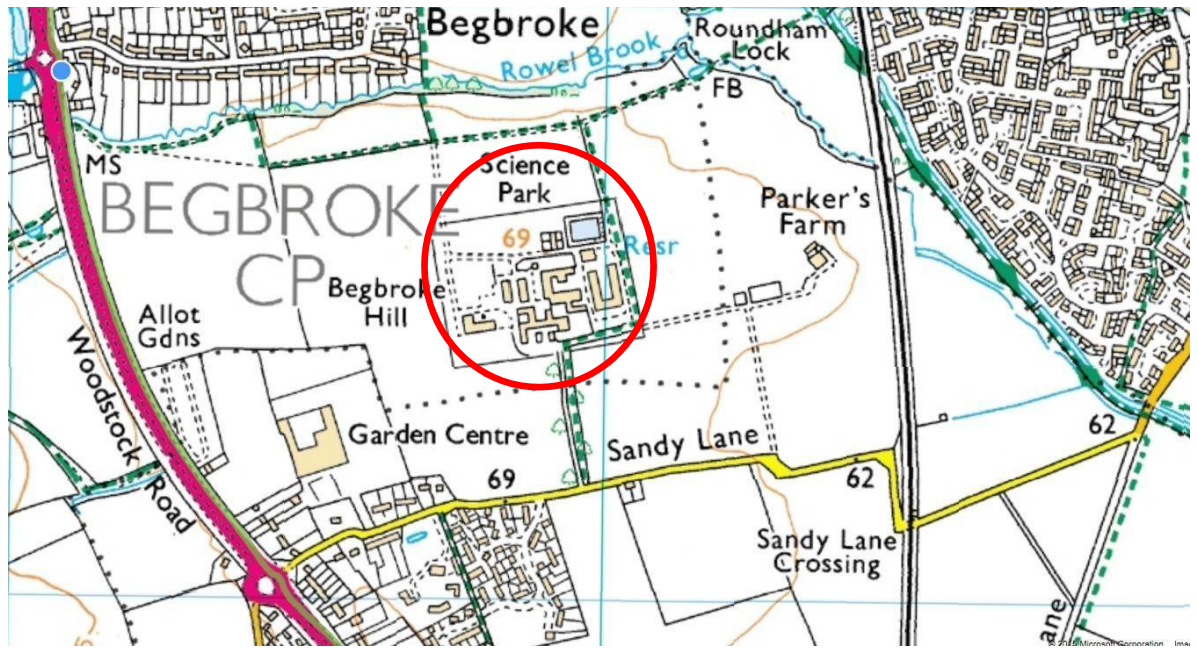 Begbroke
Roundham
Lock
Rowel Brook
FB
MS
Science
Park
BEGBROKE
CP
69
Resr
Parker's
Farm
Begbroke
Hill
Allot
Gdns
Woodstock
Road
Garden Centre
Sandy Lane
62
69
62
Sandy Lane
Crossing
ane